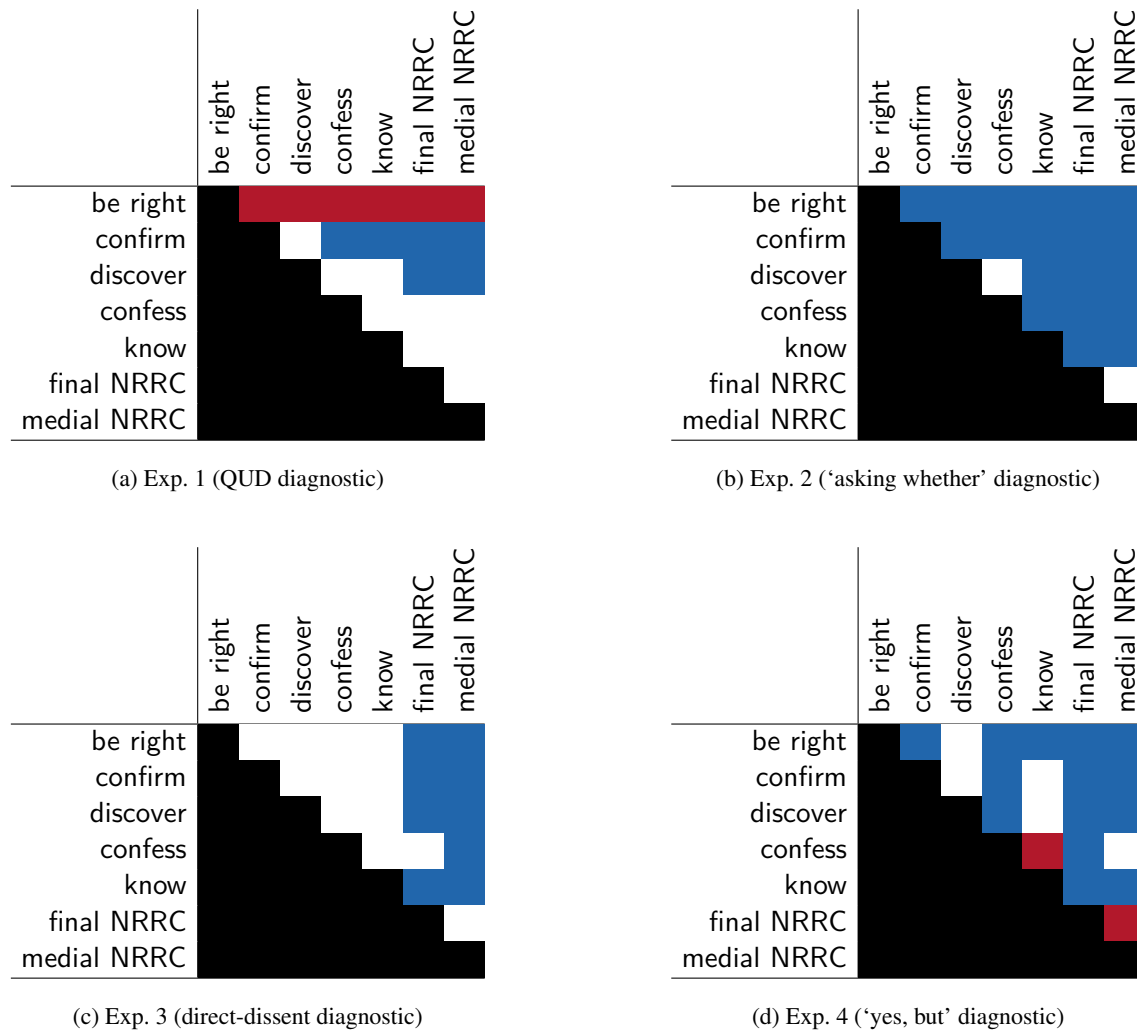 be right
confirm
discover
confess
know
final NRRC
medial NRRC
be right
confirm
discover
confess
know
final NRRC
medial NRRC
(a) Exp. 1 (QUD diagnostic)
be right
confirm
discover
confess
know
final NRRC
medial NRRC
be right
confirm
discover
confess
know
final NRRC
medial NRRC
(b) Exp. 2 (‘asking whether’ diagnostic)
be right
confirm
discover
confess
know
final NRRC
medial NRRC
be right
confirm
discover
confess
know
final NRRC
medial NRRC
(c) Exp. 3 (direct-dissent diagnostic)
be right
confirm
discover
confess
know
final NRRC
medial NRRC
be right
confirm
discover
confess
know
final NRRC
medial NRRC
(d) Exp. 4 (‘yes, but’ diagnostic)